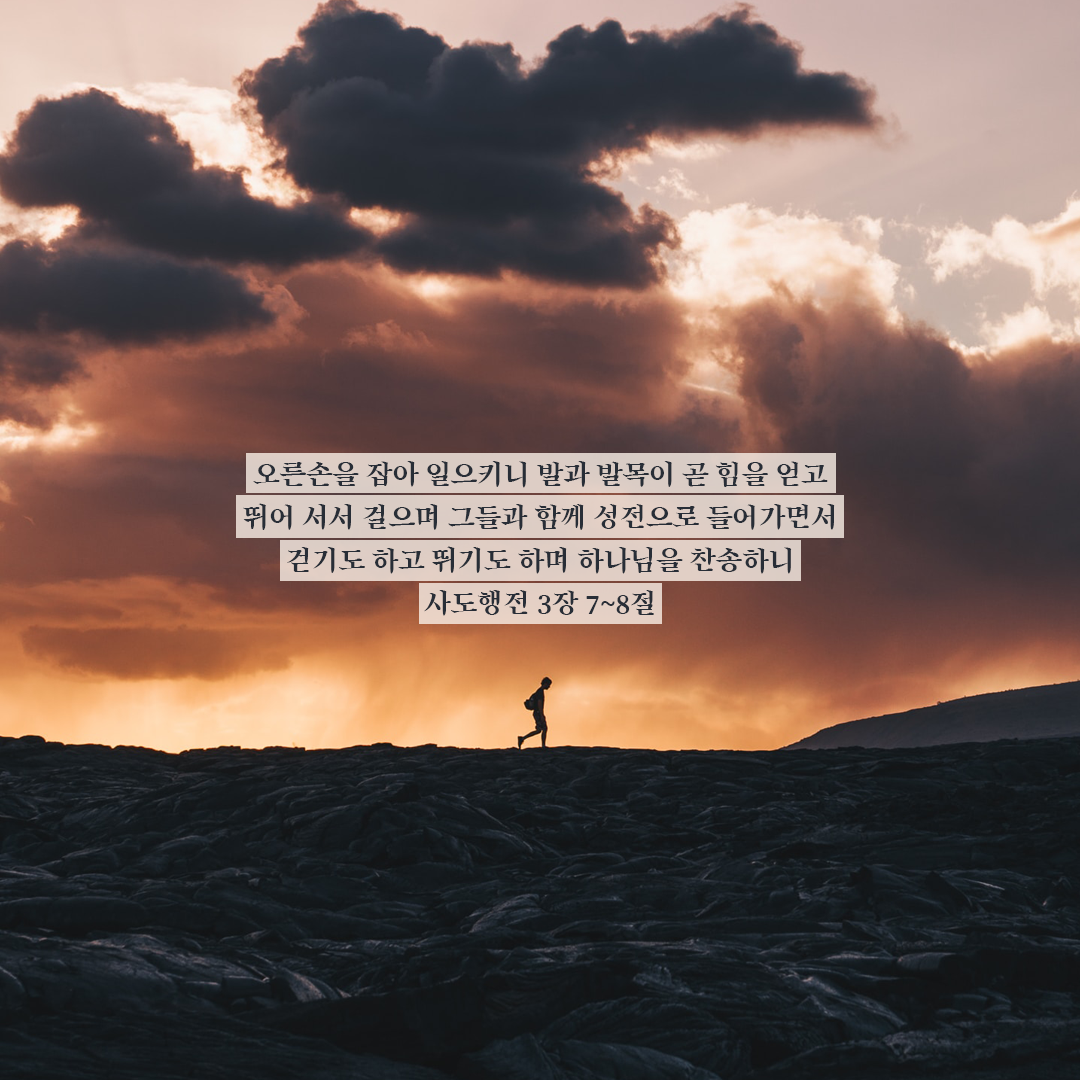 오른손을 잡아 일으키니 발과 발목이 곧 힘을 얻고
뛰어 서서 걸으며 그들과 함께 성전으로 들어가면서
걷기도 하고 뛰기도 하며 하나님을 찬송하니
사도행전 3장 7~8절